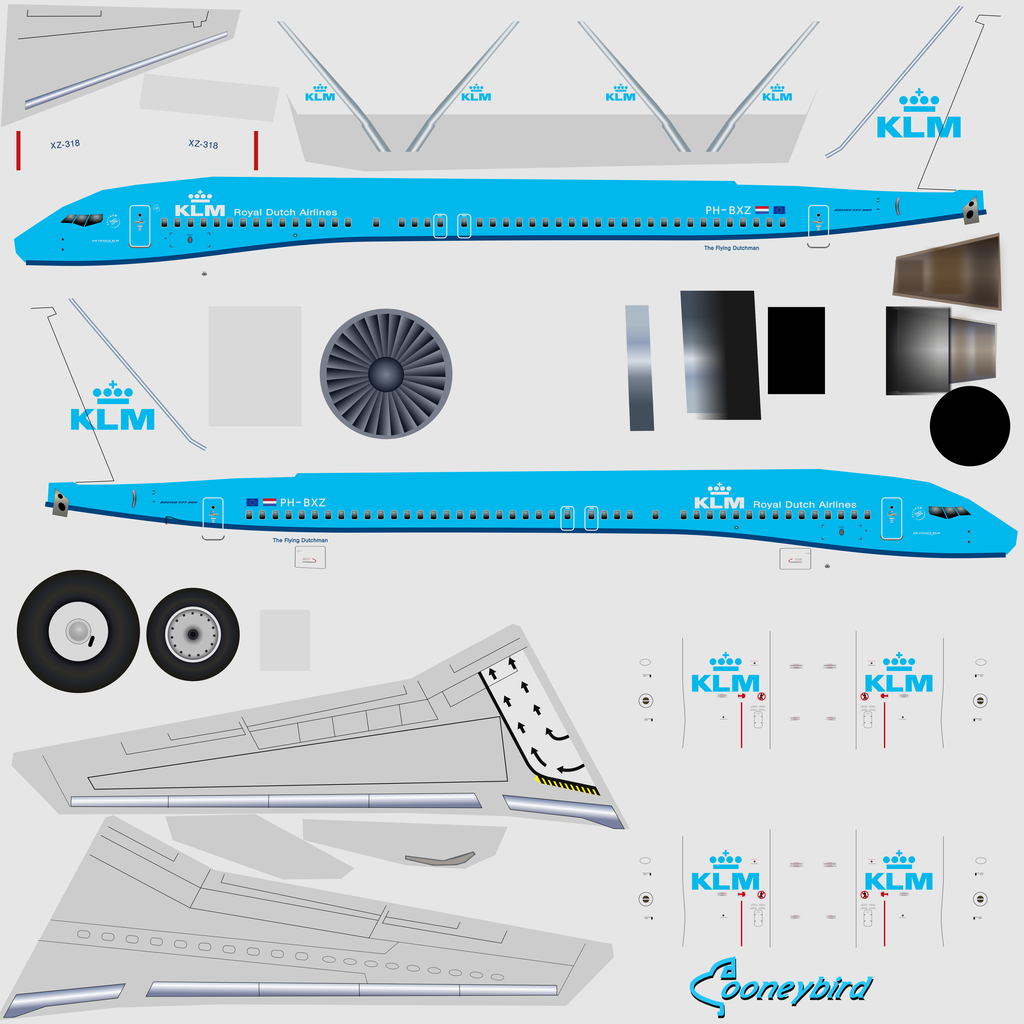 KLM KLM KLM KLM
KLM
XZ-318 XZ-318
KLM Royal Dutch Airlines
PH-BXZ
The Flying Dutchman
KLM
PH-BXZ
KLM Royal Dutch Airlines
The Flying Dutchman
KLM KLM
KLM KLM
Gooneybird